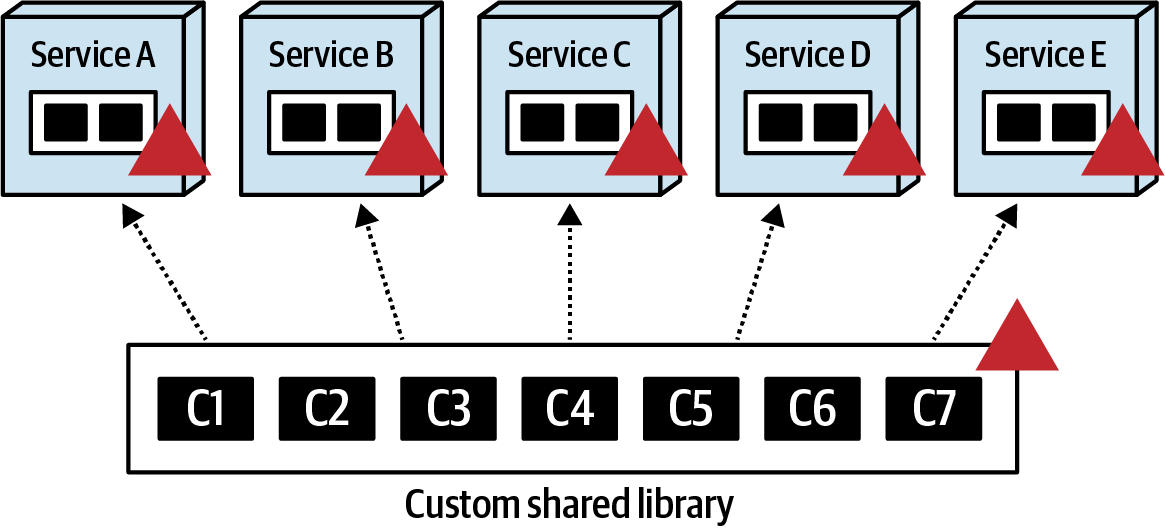 Service A
Service B
Service C
Service D
Service E
C1
C2
C3
C4
C5
C6
C7
Custom shared library